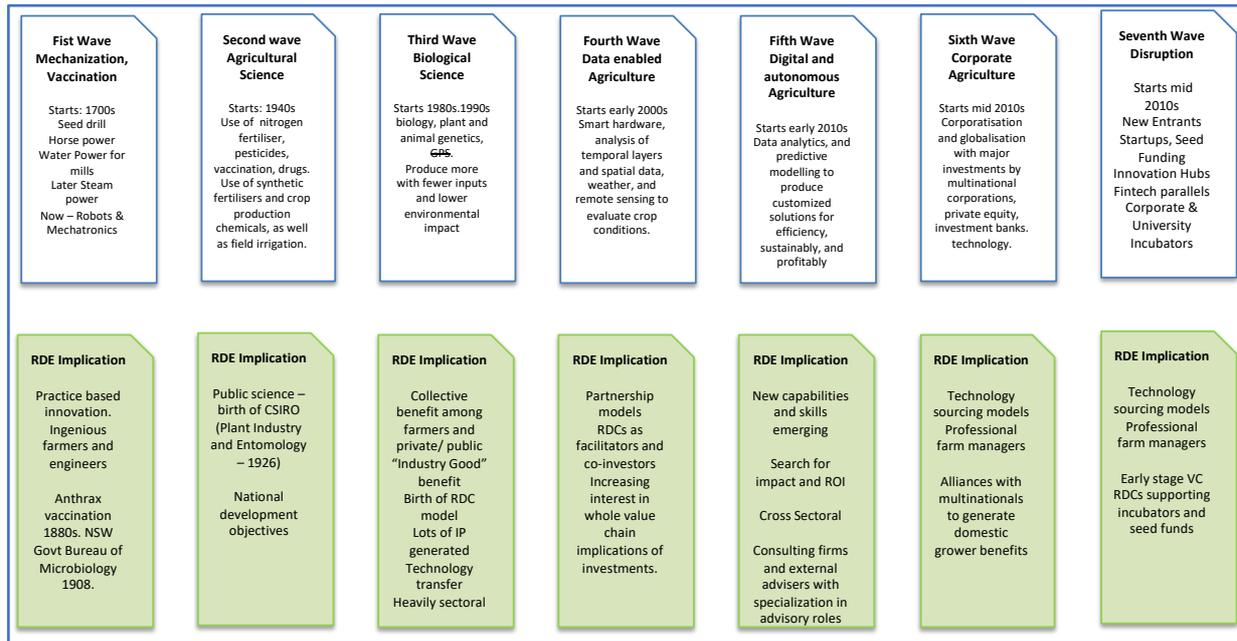 Fist Wave
Mechanization,
Vaccination
Starts: 1700s
Seed drill
Horse power
Water Power for
mills
Later Steam
power
Now – Robots &
Mechatronics
Second wave
Agricultural
Science
Starts: 1940s
Use of nitrogen
fertiliser,
pesticides,
vaccination, drugs.
Use of synthetic
fertilisers and crop
production
chemicals, as well
as field irrigation.
Third Wave
Biological
Science
Starts 1980s.1990s
biology, plant and
animal genetics,
GPS.
Produce more
with fewer inputs
and lower
environmental
impact
Fourth Wave
Data enabled
Agriculture
Starts early 2000s
Smart hardware,
analysis of
temporal layers
and spatial data,
weather, and
remote sensing to
evaluate crop
conditions.
Fifth Wave
Digital and
autonomous
Agriculture
Starts early 2010s
Data analytics, and
predictive
modelling to
produce
customized
solutions for
efficiency,
sustainably, and
profitably
Sixth Wave
Corporate
Agriculture
Starts mid 2010s
Corporatisation
and globalisation
with major
investments by
multinational
corporations,
private equity,
investment banks.
technology.
Seventh Wave
Disruption
Starts mid
2010s
New Entrants
Startups, Seed
Funding
Innovation Hubs
Fintech parallels
Corporate &
University
Incubators
RDE Implication
Practice based
innovation.
Ingenious
farmers and
engineers
Anthrax
vaccination
1880s. NSW
Govt Bureau of
Microbiology
1908.
RDE Implication
Public science –
birth of CSIRO
(Plant Industry
and Entomology
– 1926)
National
development
objectives
RDE Implication
Collective
benefit among
farmers and
private/ public
“Industry Good”
benefit
Birth of RDC
model
Lots of IP
generated
Technology
transfer
Heavily sectoral
RDE Implication
Partnership
models
RDCs as
facilitators and
co-investors
Increasing
interest in
whole value
chain
implications of
investments.
RDE Implication
New capabilities
and skills
emerging
Search for
impact and ROI
Cross Sectoral
Consulting firms
and external
advisers with
specialization in
advisory roles
RDE Implication
Technology
sourcing models
Professional
farm managers
Alliances with
multinationals
to generate
domestic
grower benefits
RDE Implication
Technology
sourcing models
Professional
farm managers
Early stage VC
RDCs supporting
incubators and
seed funds